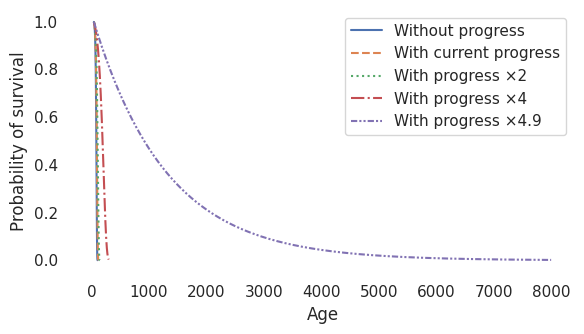 Without progress
With current progress
With progress ×2
With progress ×4
With progress ×4.9
Probability of survival
1.0
0.8
0.6
0.4
0.2
0.0
0 1000 2000 3000 4000 5000 6000 7000 8000
Age